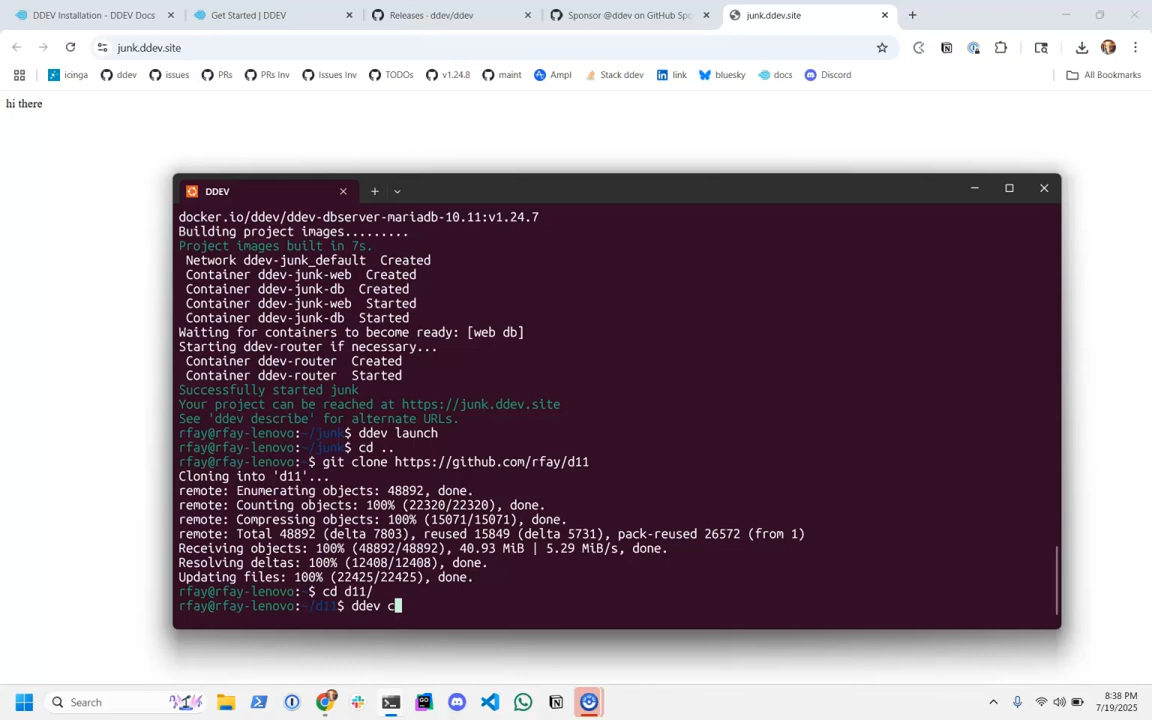 DDEV Installation - DDEV Docs
Get Started | DDEV
Releases · ddev/ddev
Sponsor @ddev on GitHub Spo
junk.ddev.site
junk.ddev.site
icinga
ddev
issues
PRs
PRs Inv
Issues Inv
TODOs
v1.24.8
maint
Ampl
Stack ddev
link
bluesky
docs
Discord
All Bookmarks
hi there
DDEV
docker.io/ddev/ddev-dbserver-mariadb-10.11:v1.24.7
Building project images.........
Project images built in 7s.
Network ddev-junk_default  Created
Container ddev-junk-web  Created
Container ddev-junk-db  Created
Container ddev-junk-web  Started
Container ddev-junk-db  Started
Waiting for containers to become ready: [web db]
Starting ddev-router if necessary...
Container ddev-router  Created
Container ddev-router  Started
Successfully started junk
Your project can be reached at https://junk.ddev.site
See 'ddev describe' for alternate URLs.
rfay@rfay-lenovo:~/junk$ ddev launch
rfay@rfay-lenovo:~/junk$ cd ..
rfay@rfay-lenovo:~$ git clone https://github.com/rfay/d11
Cloning into 'd11'...
remote: Enumerating objects: 48892, done.
remote: Counting objects: 100% (22320/22320), done.
remote: Compressing objects: 100% (15071/15071), done.
remote: Total 48892 (delta 7803), reused 15849 (delta 5731), pack-reused 26572 (from 1)
Receiving objects: 100% (48892/48892), 40.93 MiB | 5.29 MiB/s, done.
Resolving deltas: 100% (12408/12408), done.
Updating files: 100% (22425/22425), done.
rfay@rfay-lenovo:~$ cd d11/
rfay@rfay-lenovo:~/d11$ ddev c
Search
8:38 PM
7/19/2025